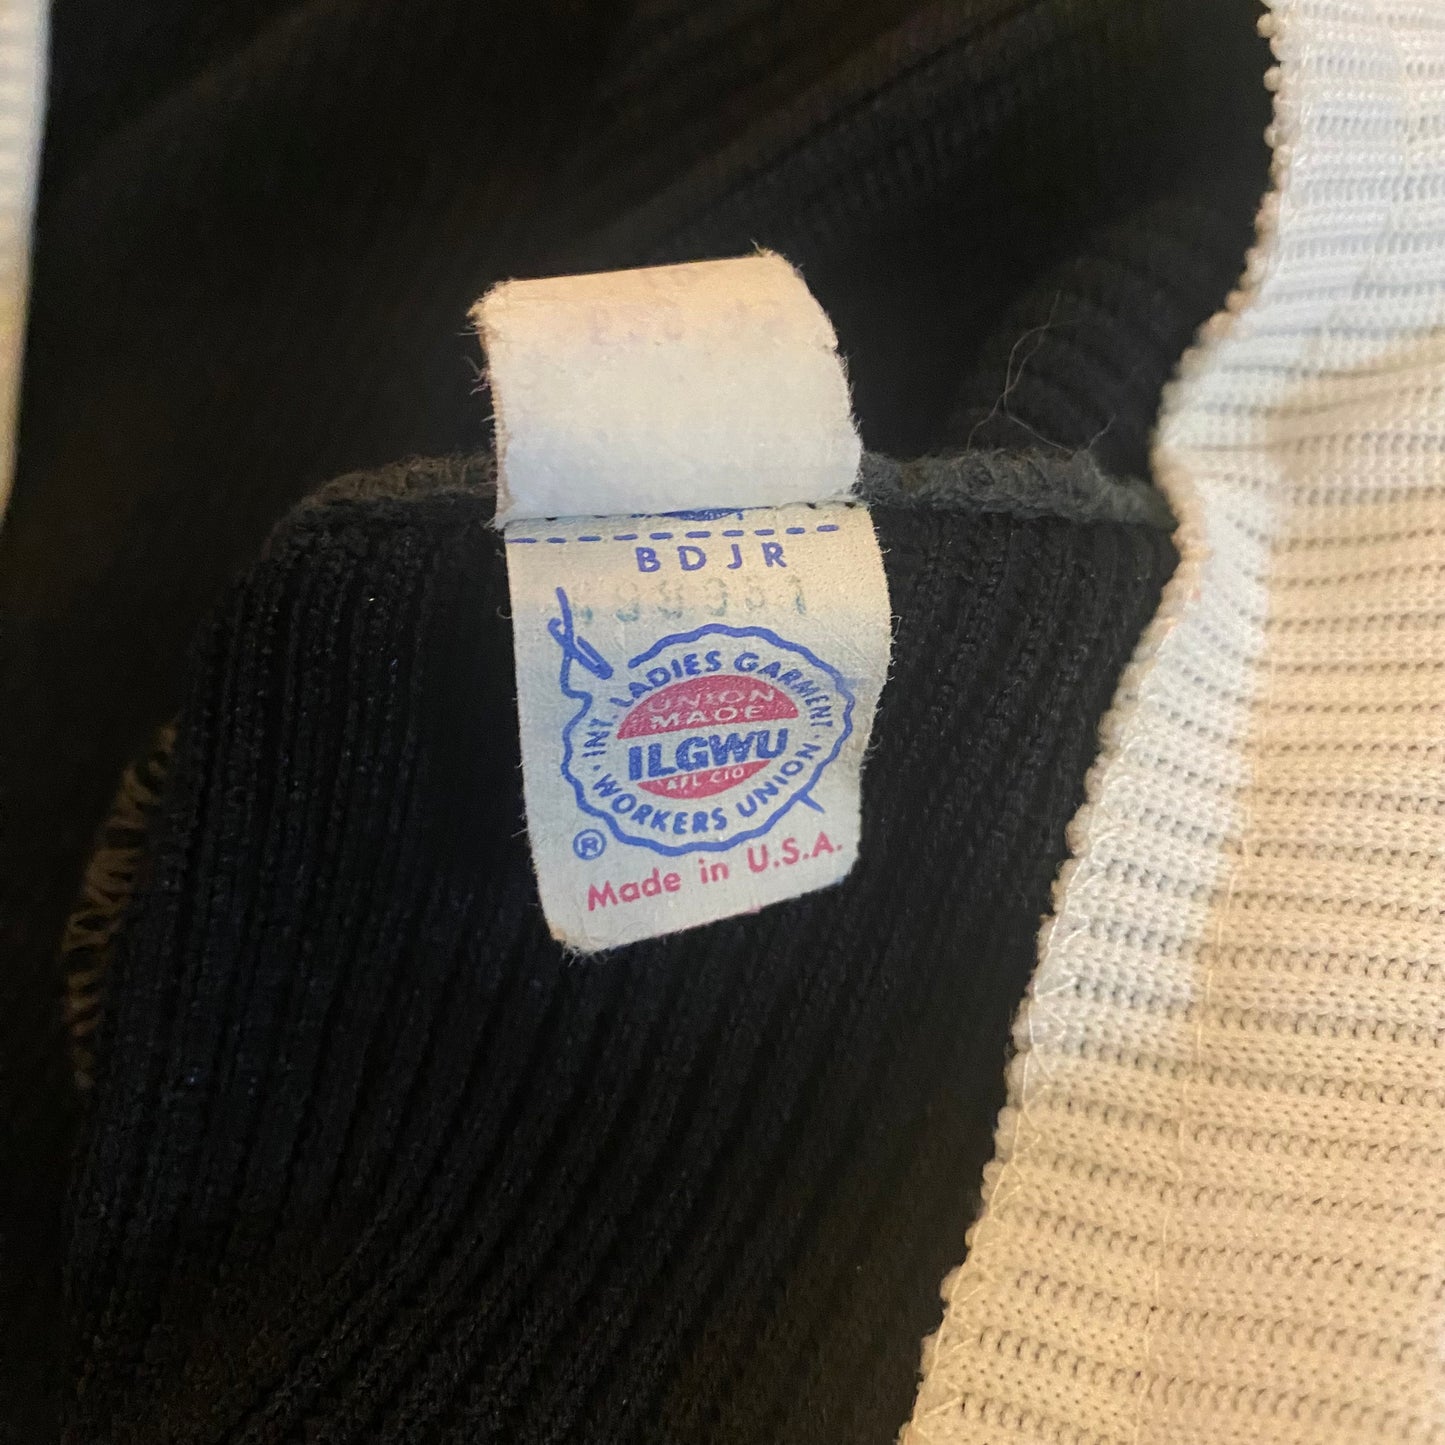 BDJR
INT. LADIES GARMENT
UNION
MADE
ILGWU
AFL CIO
WORKERS UNION
®
Made in U.S.A.